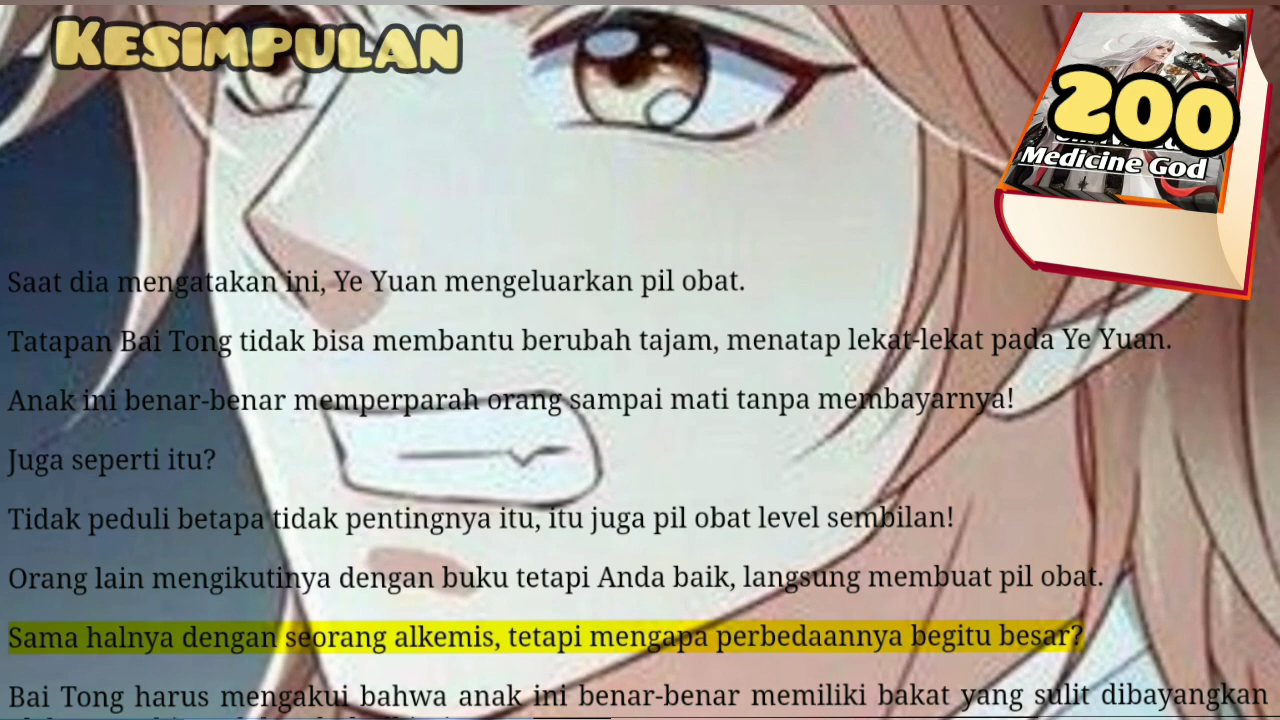 KESIMPULAN
200
Medicine God
Saat dia mengatakan ini, Ye Yuan mengeluarkan pil obat.
Tatapan Bai Tong tidak bisa membantu berubah tajam, menatap lekat-lekat pada Ye Yuan.
Anak ini benar-benar memperparah orang sampai mati tanpa membayarnya!
Juga seperti itu?
Tidak peduli betapa tidak pentingnya itu, itu juga pil obat level sembilan!
Orang lain mengikutinya dengan buku tetapi Anda baik, langsung membuat pil obat.
Sama halnya dengan seorang alkemis, tetapi mengapa perbedaannya begitu besar?
Bai Tong harus mengakui bahwa anak ini benar-benar memiliki bakat yang sulit dibayangkan